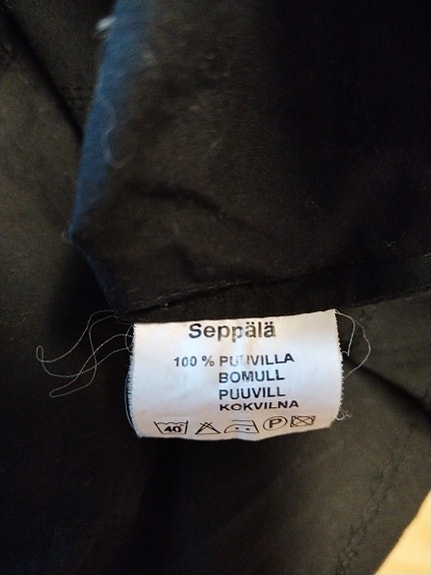 Seppälä
100 % PUUVILLA
BOMULL
PUUVILL
KOKVILNA
40 P